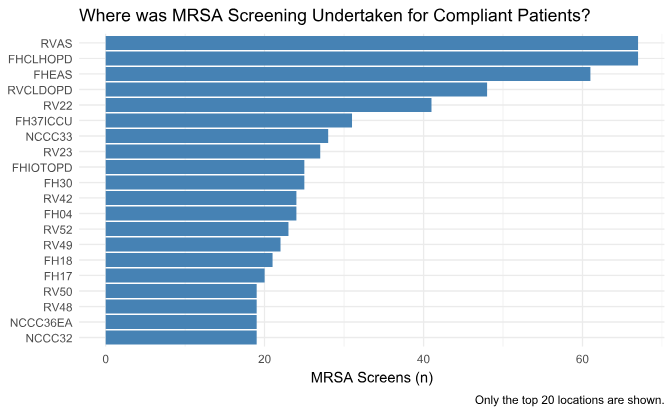 Where was MRSA Screening Undertaken for Compliant Patients?
RVAS
FHCLHOPD
FHEAS
RVCLDOPD
RV22
FH37ICCU
NCCC33
RV23
FHIOTOPD
FH30
RV42
FH04
RV52
RV49
FH18
FH17
RV50
RV48
NCCC36EA
NCCC32
0 20 40 60
MRSA Screens (n)
Only the top 20 locations are shown.